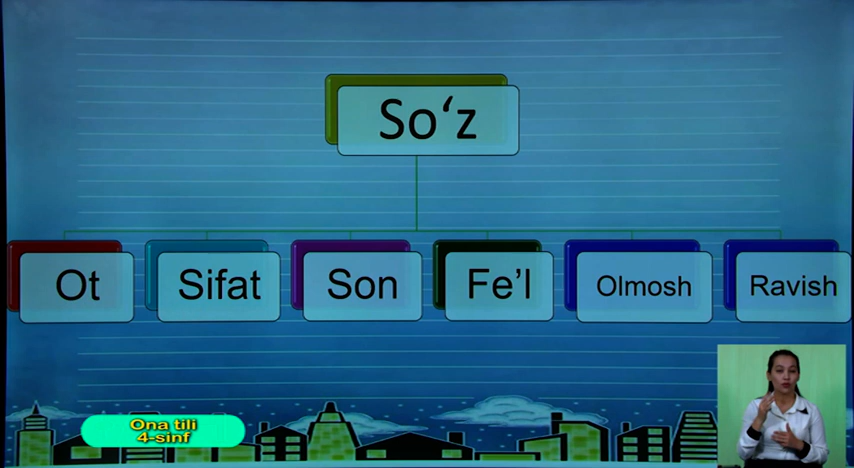 So‘z
Ot
Sifat
Son
Fe’l
Olmosh
Ravish
Ona tili
4-sinf